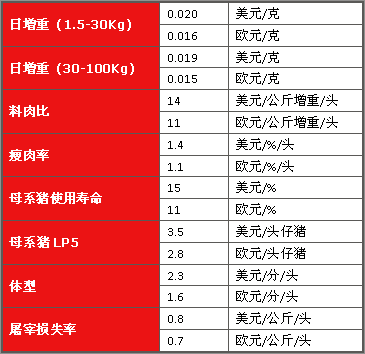 日增重（1.5-30Kg）
0.020 美元/克
0.016 欧元/克
日增重（30-100Kg）
0.019 美元/克
0.015 欧元/克
料肉比
14 美元/公斤增重/头
11 欧元/公斤增重/头
瘦肉率
1.4 美元/%/头
1.1 欧元/%/头
母系猪使用寿命
15 美元/%
11 欧元/%
母系猪 LP5
3.5 美元/头仔猪
2.8 欧元/头仔猪
体型
2.3 美元/分/头
1.6 欧元/分/头
屠宰损失率
0.8 美元/公斤/头
0.7 欧元/公斤/头